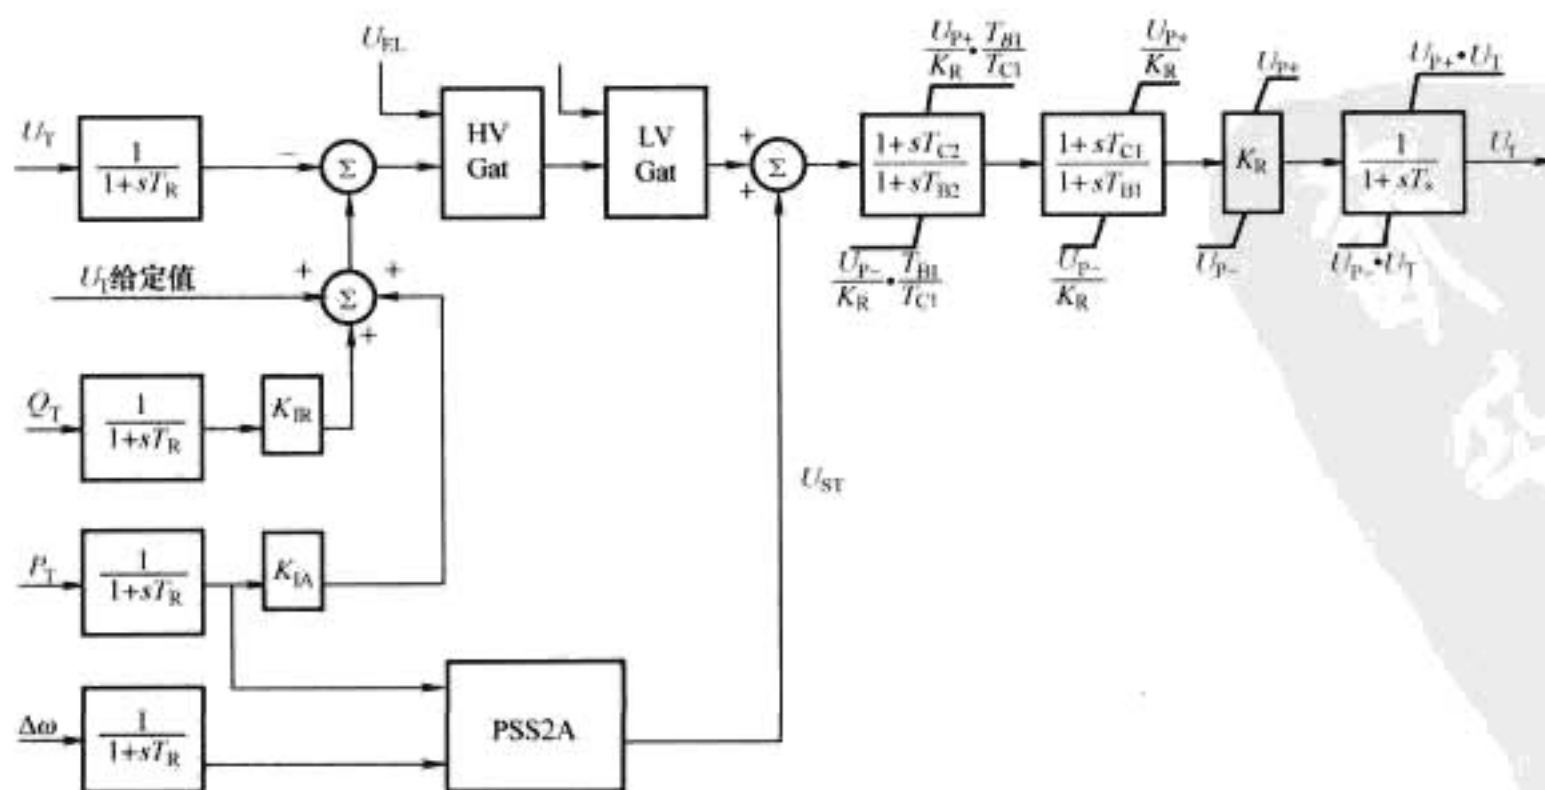 U_EL
U_P+/K_R · T_B1/T_C1
U_P+/K_R
U_P+
U_P+·U_T
U_T
1/(1+sT_R)
−
Σ
HV
Gat
LV
Gat
+
+
Σ
(1+sT_C2)/(1+sT_B2)
(1+sT_C1)/(1+sT_B1)
K_R
1/(1+sT_s)
U_f
U_P−/K_R · T_B1/T_C1
U_P−/K_R
U_P−
U_P−·U_T
U_T给定值
+
+
Σ
+
Q_T
1/(1+sT_R)
K_IR
U_ST
P_T
1/(1+sT_R)
K_IA
Δω
1/(1+sT_R)
PSS2A